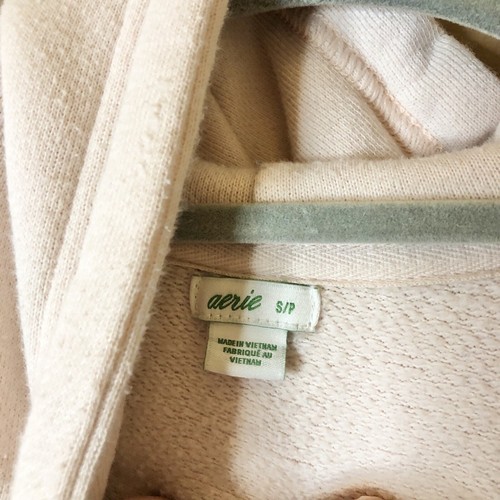 aerie S/P
MADE IN VIETNAM
FABRIQUÉ AU
VIETNAM